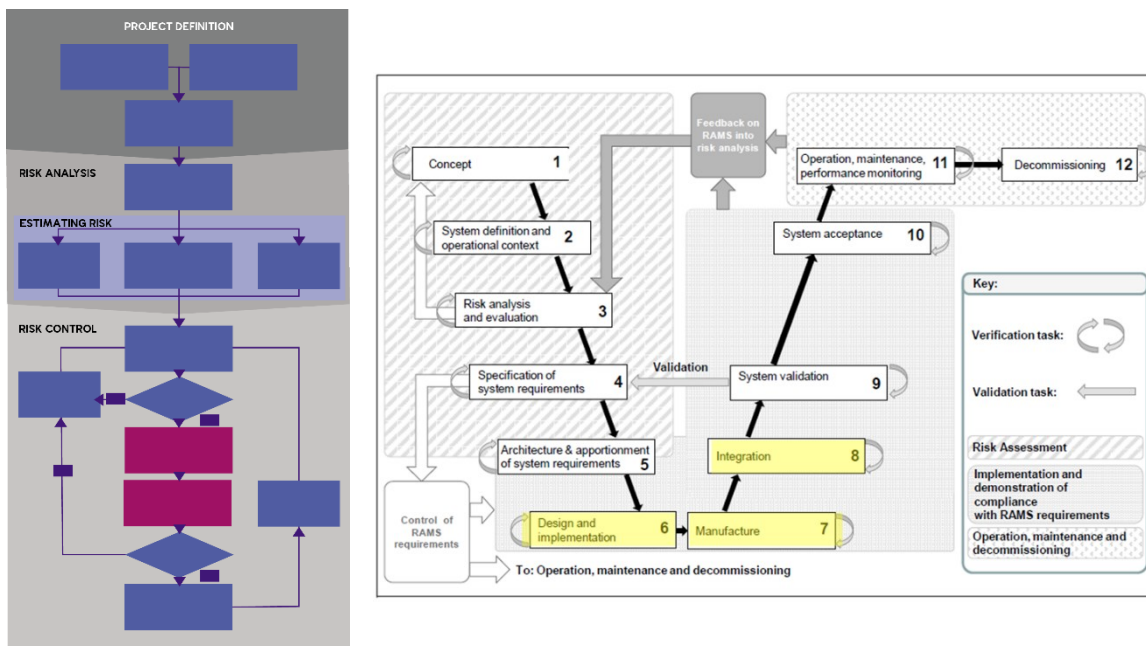 PROJECT DEFINITION
RISK ANALYSIS
ESTIMATING RISK
RISK CONTROL
Feedback on
RAMS into
risk analysis
Concept 1
System definition and
operational context 2
Risk analysis
and evaluation 3
Specification of
system requirements 4
Architecture & apportionment
of system requirements 5
Design and
implementation 6
Manufacture 7
Integration 8
Validation
System validation 9
System acceptance 10
Operation, maintenance,
performance monitoring 11
Decommissioning 12
Control of
RAMS
requirements
To: Operation, maintenance and decommissioning
Key:
Verification task:
Validation task:
Risk Assessment
Implementation and
demonstration of
compliance
with RAMS requirements
Operation, maintenance and
decommissioning